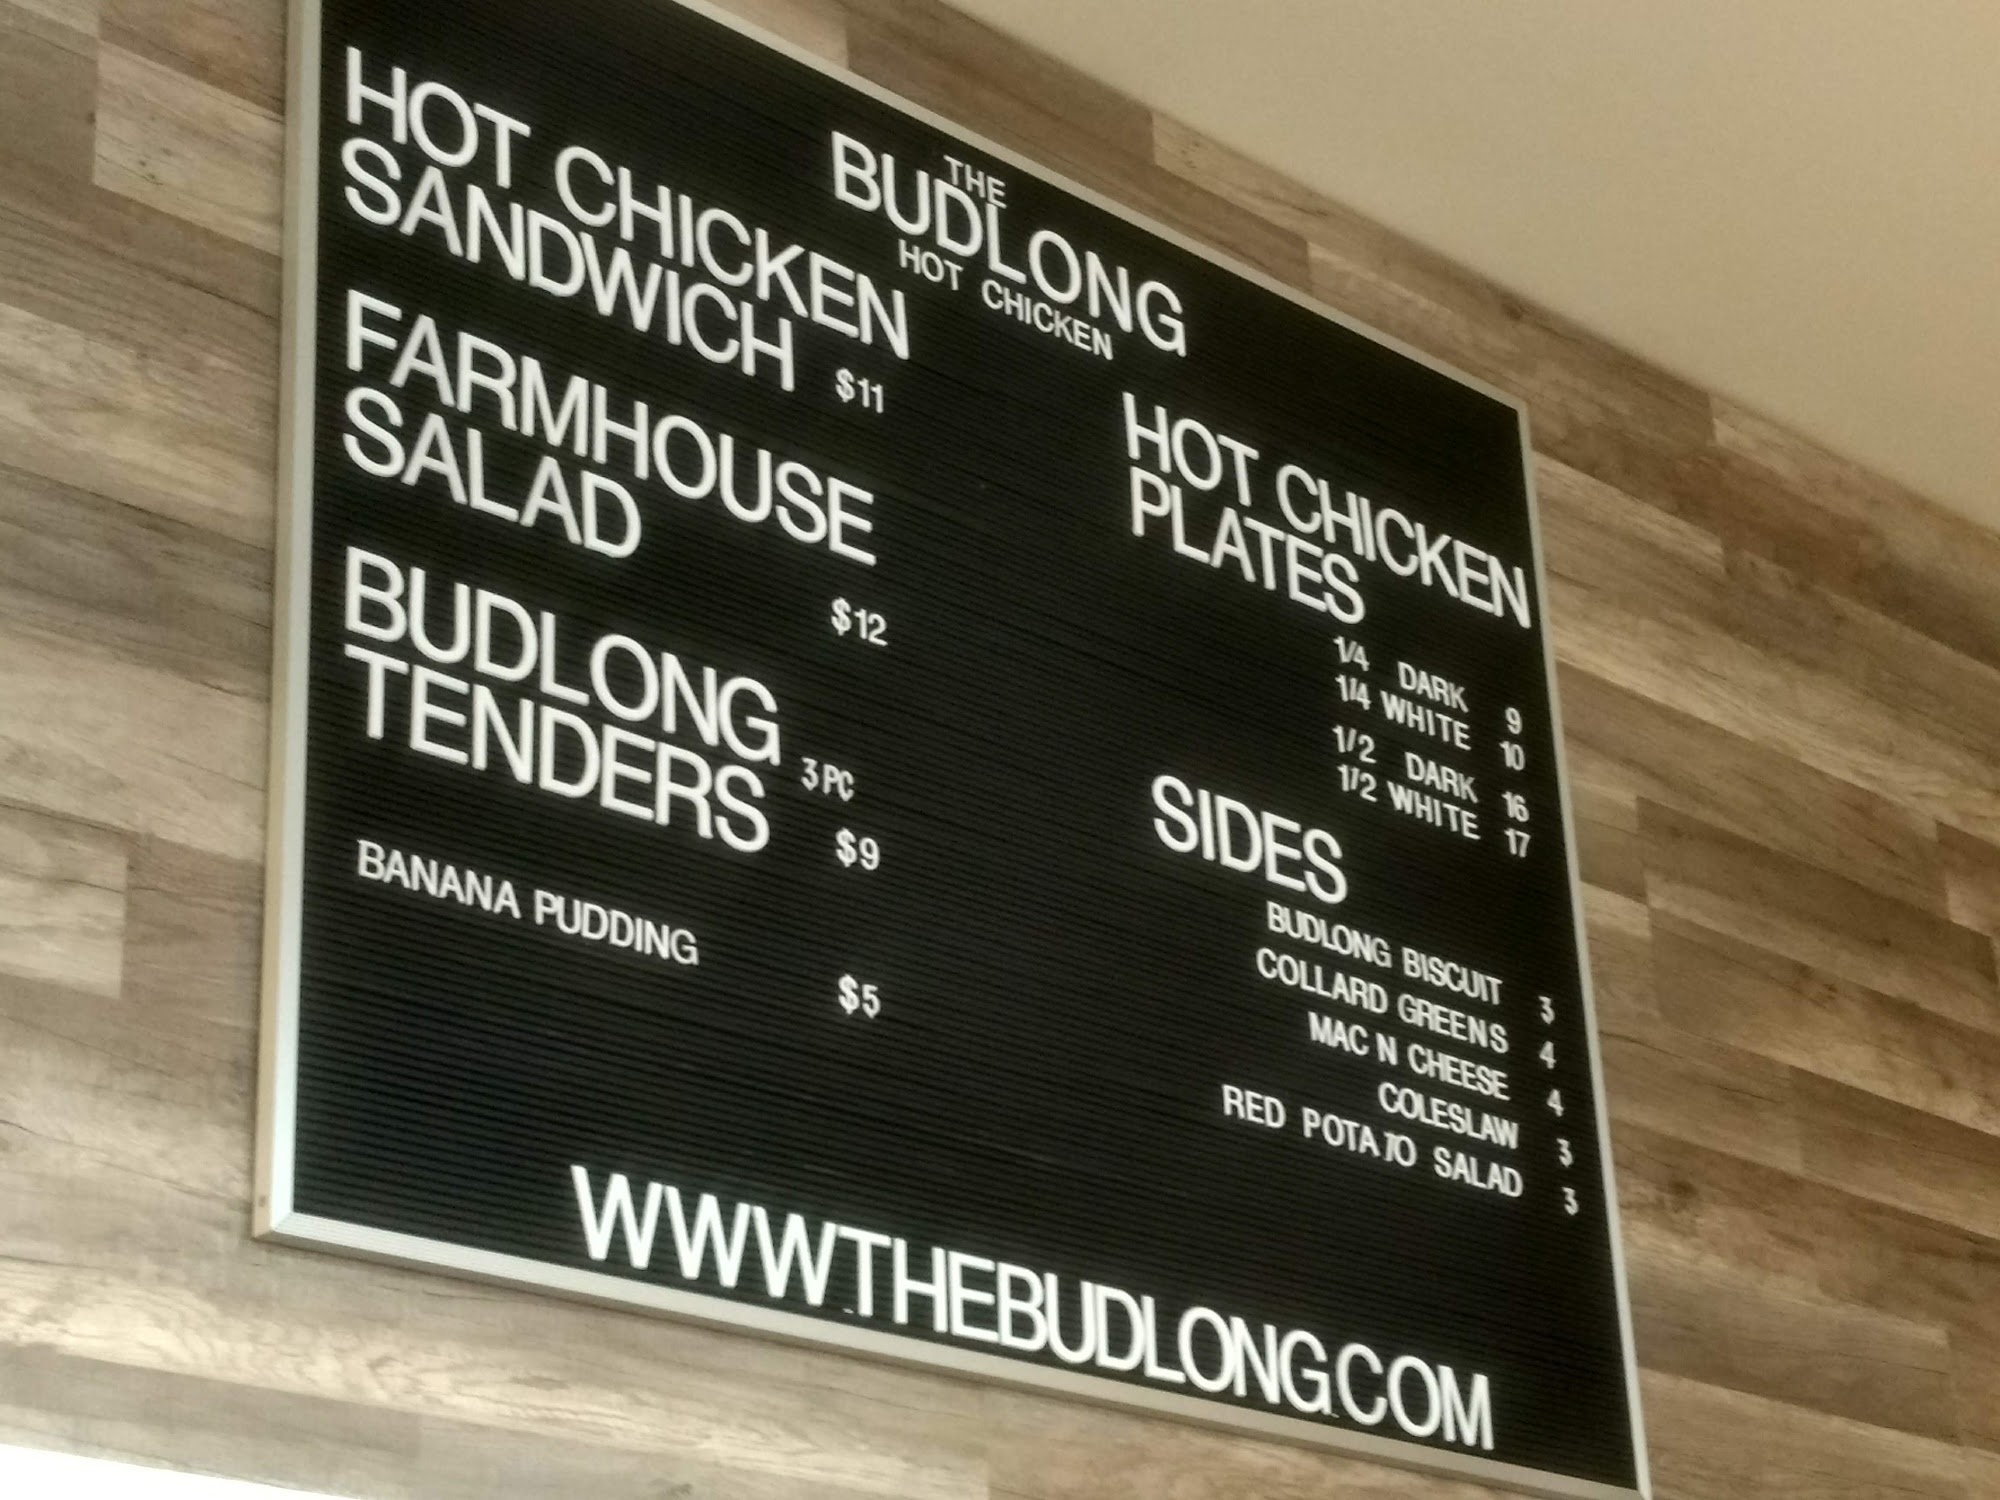 THE
BUDLONG
HOT CHICKEN
HOT CHICKEN
SANDWICH $11
FARMHOUSE
SALAD
$12
BUDLONG
TENDERS 3 PC
$9
BANANA PUDDING
$5
HOT CHICKEN
PLATES
1/4 DARK 9
1/4 WHITE 10
1/2 DARK 16
1/2 WHITE 17
SIDES
BUDLONG BISCUIT 3
COLLARD GREENS 4
MAC N CHEESE 4
COLESLAW 3
RED POTATO SALAD 3
WWW.THEBUDLONG.COM